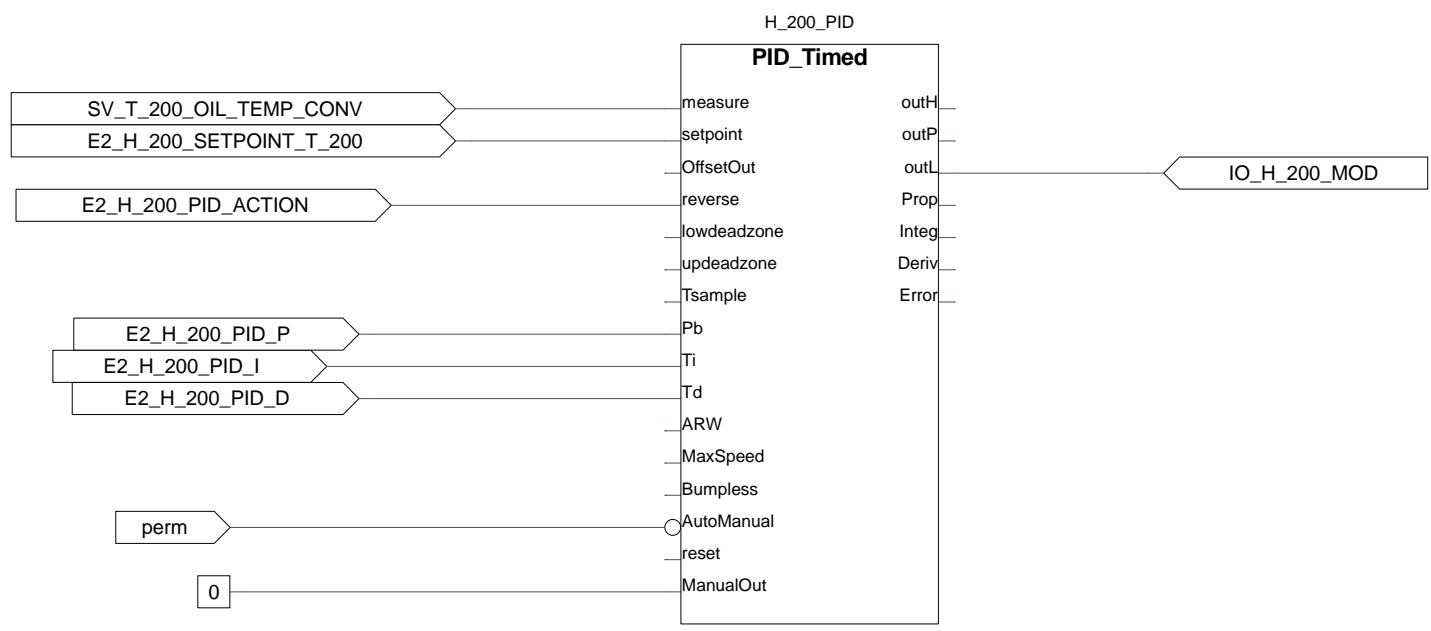 H_200_PID
PID_Timed
SV_T_200_OIL_TEMP_CONV
measure
outH
E2_H_200_SETPOINT_T_200
setpoint
outP
OffsetOut
outL
IO_H_200_MOD
E2_H_200_PID_ACTION
reverse
Prop
lowdeadzone
Integ
updeadzone
Deriv
Tsample
Error
E2_H_200_PID_P
Pb
E2_H_200_PID_I
Ti
E2_H_200_PID_D
Td
ARW
MaxSpeed
Bumpless
perm
AutoManual
reset
0
ManualOut